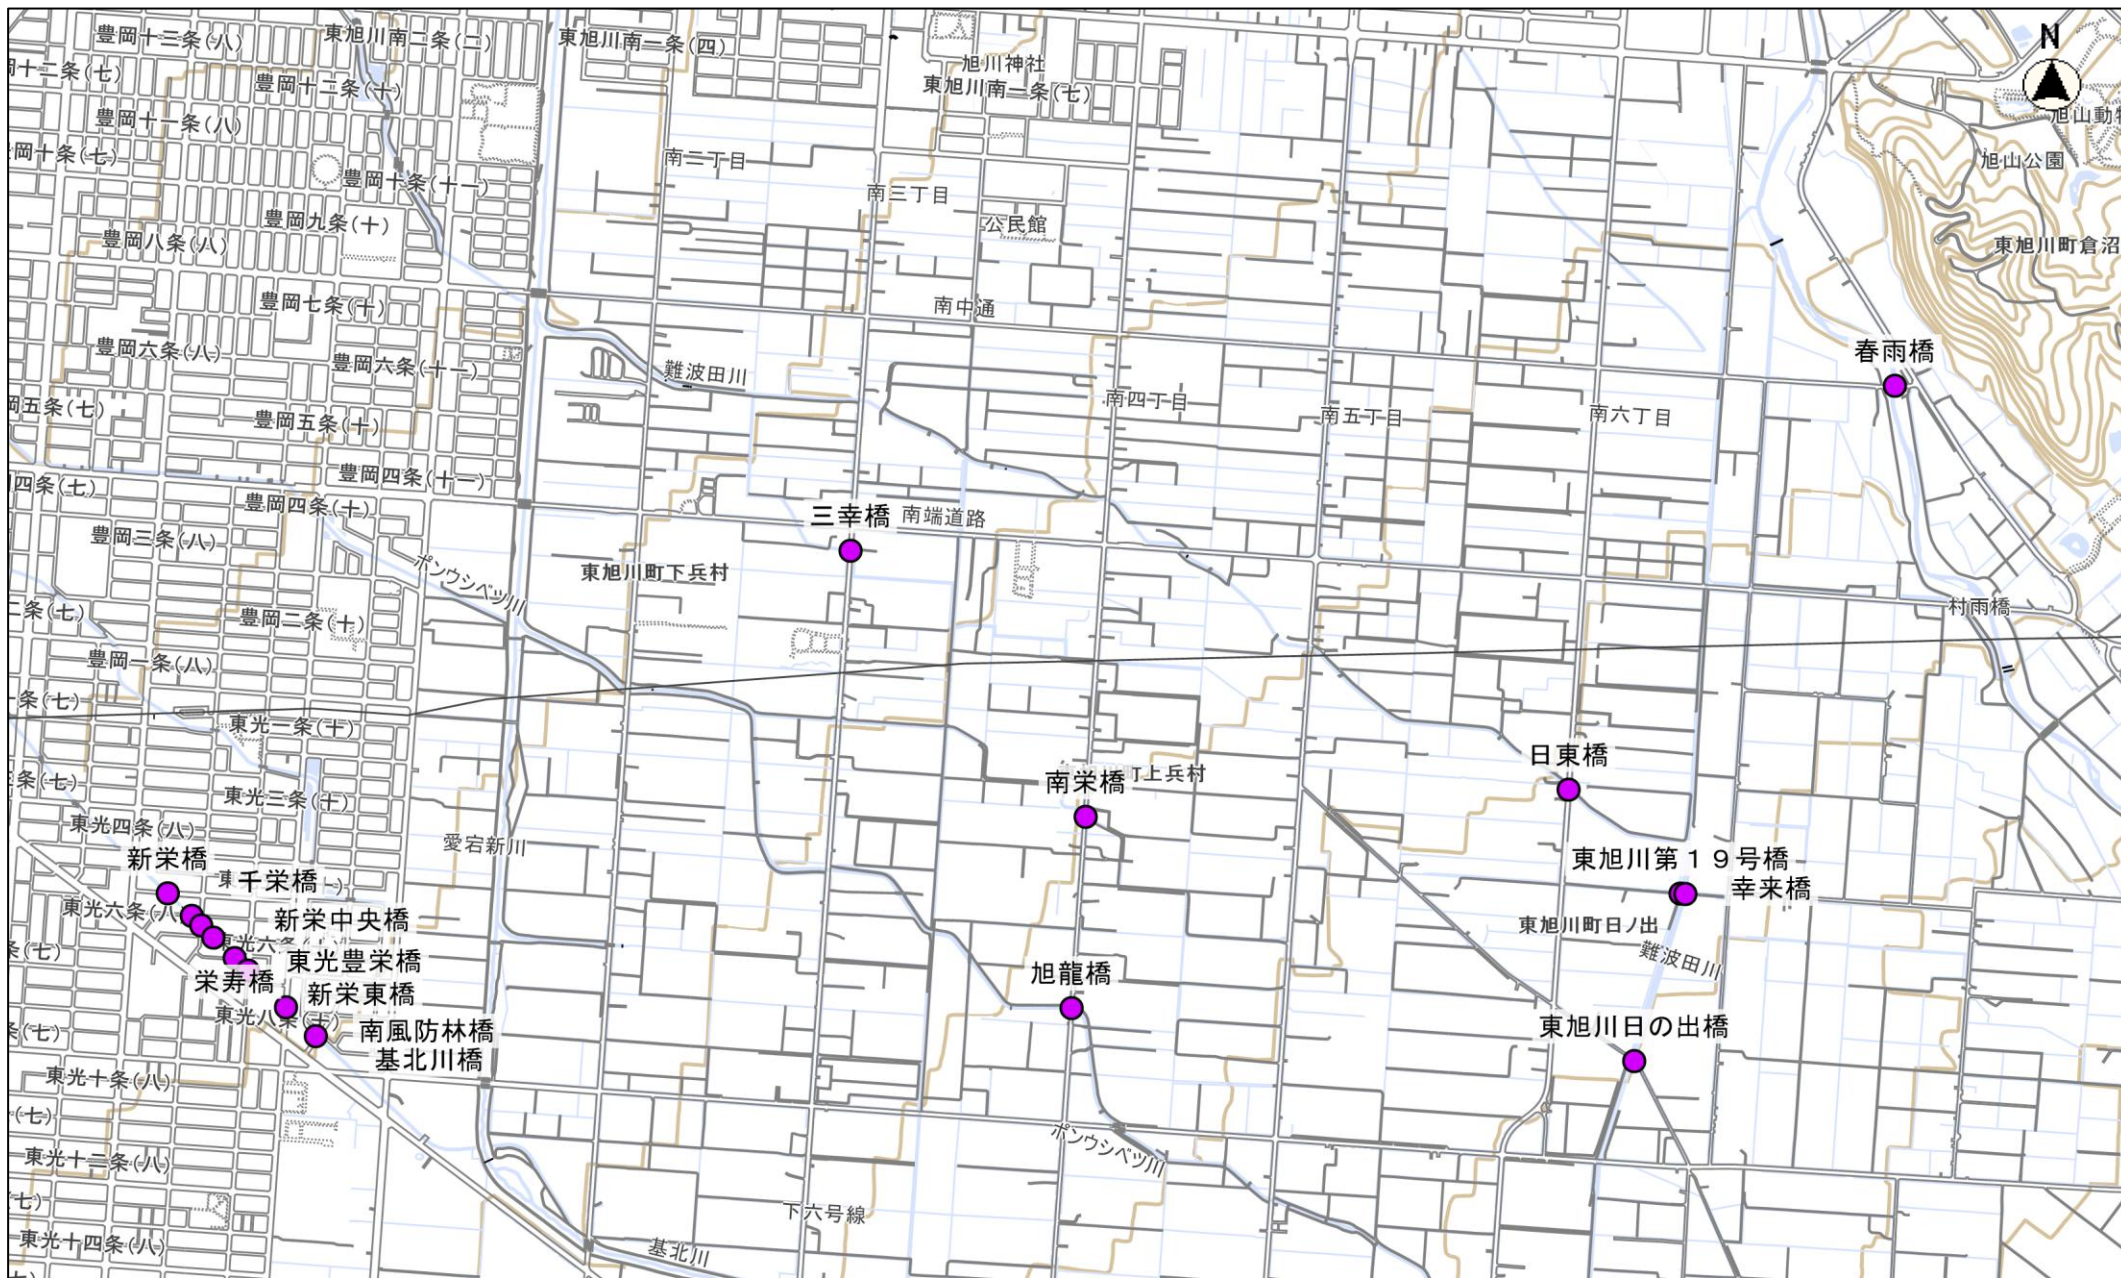 豊岡十三条(八)
東旭川南二条(二)
東旭川南一条(四)
旭川神社
東旭川南一条(七)
N
岡十二条(七)
豊岡十二条(十)
豊岡十一条(八)
旭山公園
豊岡十条(十一)
南二丁目
南三丁目
豊岡九条(十)
公民館
豊岡八条(八)
東旭川町倉沼
豊岡七条(十)
南中通
豊岡六条(八)
豊岡六条(十一)
難波田川
春雨橋
岡五条(七)
南四丁目
南五丁目
南六丁目
豊岡五条(十)
豊岡四条(十一)
四条(七)
豊岡四条(十)
三幸橋
南端道路
豊岡三条(八)
ポンウシベツ川
東旭川町下兵村
二条(七)
豊岡二条(十)
村雨橋
豊岡一条(八)
条(七)
東光一条(十)
日東橋
南栄橋
町上兵村
条(七)
東光三条(十)
東光四条(八)
愛宕新川
新栄橋
千栄橋
東旭川第19号橋
幸来橋
東光六条(八
新栄中央橋
東旭川町日ノ出
条(七)
東光六条
東光豊栄橋
難波田川
栄寿橋
旭龍橋
新栄東橋
東光八条(十)
条(七)
南風防林橋
東旭川日の出橋
基北川橋
東光十条(八)
(七)
ポンウシベツ川
東光十二条(八)
七)
下六号線
東光十四条(八)
基北川